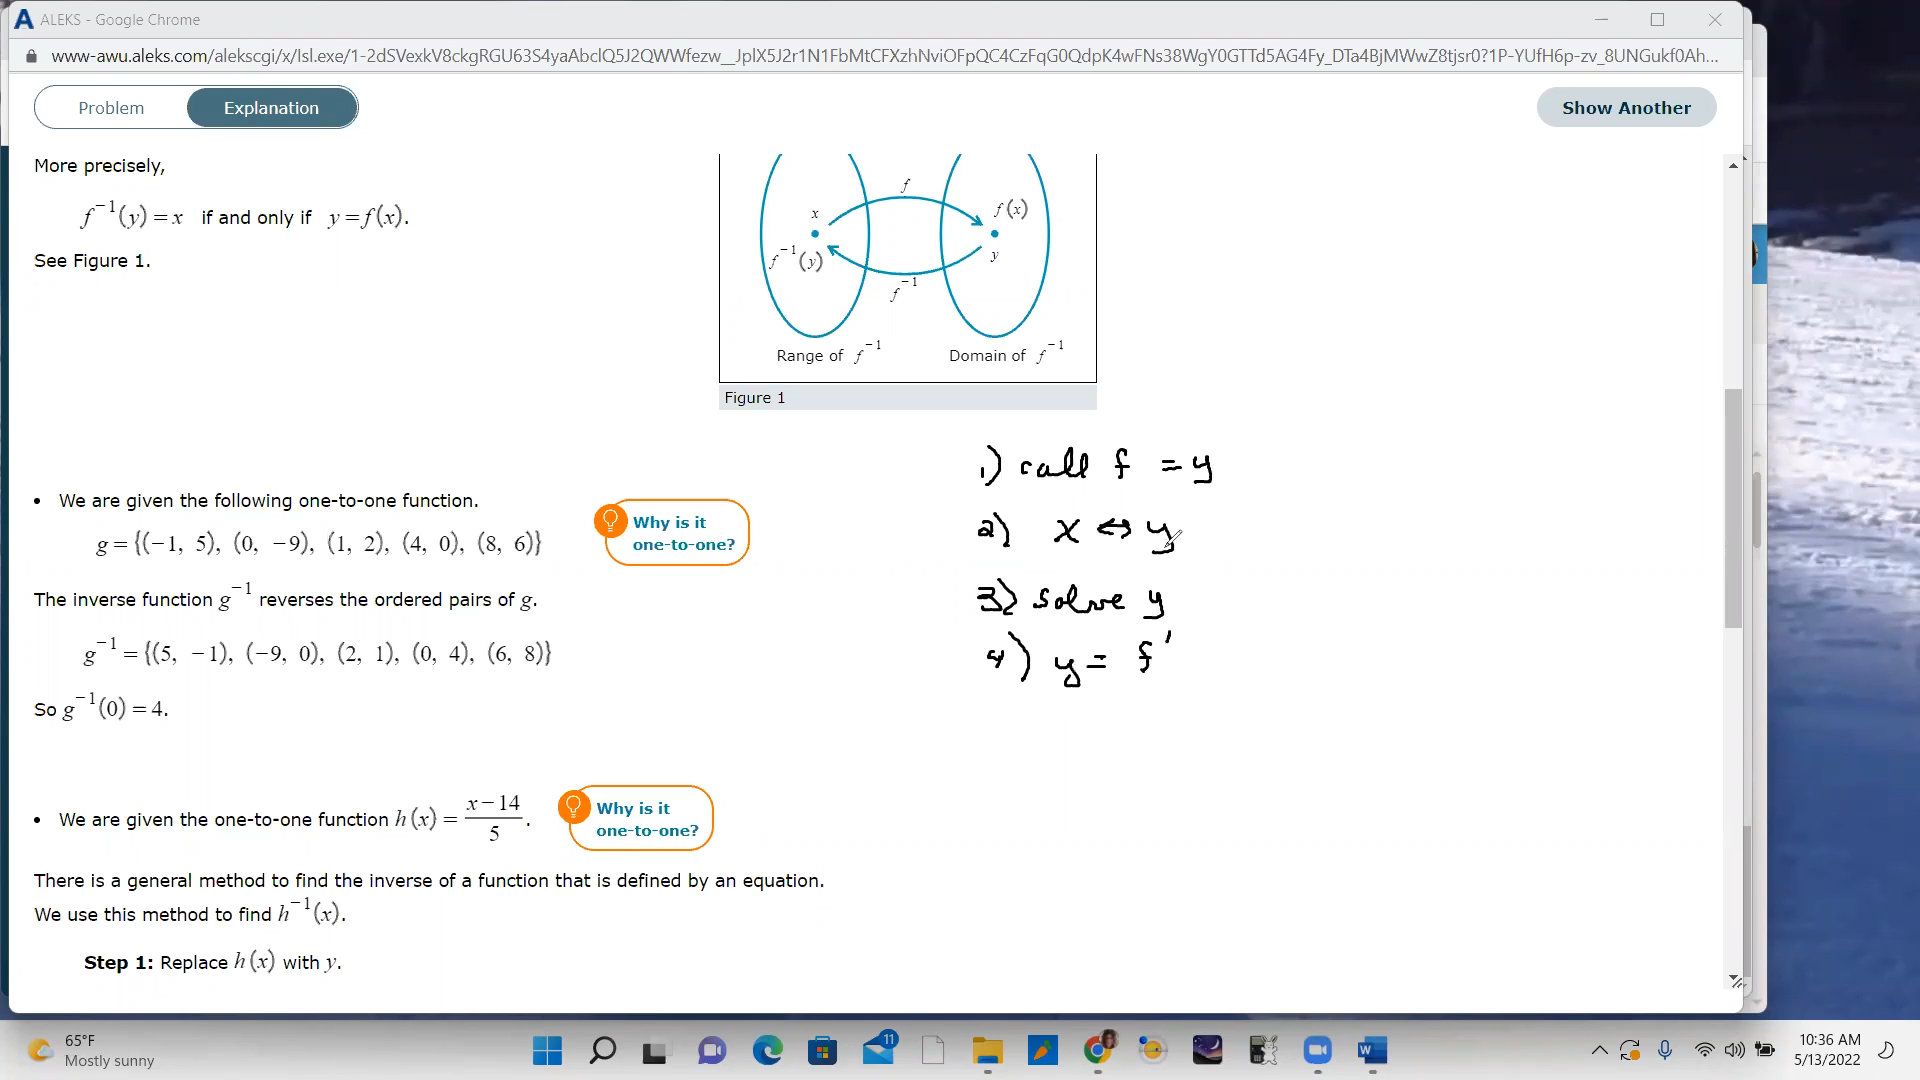 ALEKS - Google Chrome
www-awu.aleks.com/alekscgi/x/Isl.exe/1-2dSVexkV8ckgRGU63S4yaAbclQ5J2QWWfezw__JpIX5J2r1N1FbMtCFXzhNviOFpQC4CzFqG0QdpK4wFNs38WgY0GTTd5AG4Fy_DTa4BjMWwZ8tjsr0?1P-YUfH6p-zv_8UNGukf0Ah...
Problem Explanation Show Another
More precisely,
f⁻¹(y) = x if and only if y = f(x).
See Figure 1.
f
x f(x)
f⁻¹(y) y
f⁻¹
Range of f⁻¹ Domain of f⁻¹
Figure 1
1) call f = y
2) x ↔ y
3) solve y
4) y = f'
• We are given the following one-to-one function.
g = {(−1, 5), (0, −9), (1, 2), (4, 0), (8, 6)}
Why is it
one-to-one?
The inverse function g⁻¹ reverses the ordered pairs of g.
g⁻¹ = {(5, −1), (−9, 0), (2, 1), (0, 4), (6, 8)}
So g⁻¹(0) = 4.
• We are given the one-to-one function h(x) = (x−14)/5.
Why is it
one-to-one?
There is a general method to find the inverse of a function that is defined by an equation.
We use this method to find h⁻¹(x).
Step 1: Replace h(x) with y.
65°F
Mostly sunny
11
10:36 AM
5/13/2022